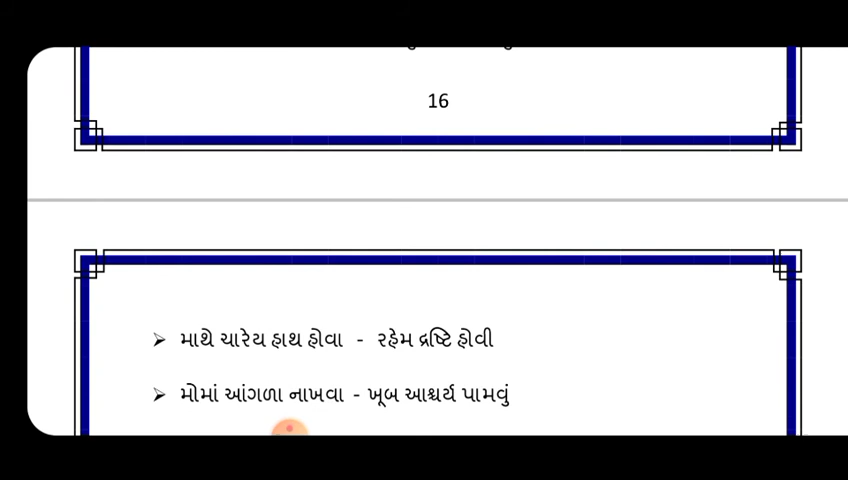 16
➢ માથે ચારેય હાથ હોવા - રહેમ દ્રષ્ટિ હોવી
➢ મોમાં આંગળા નાખવા - ખૂબ આશ્ચર્ય પામવું